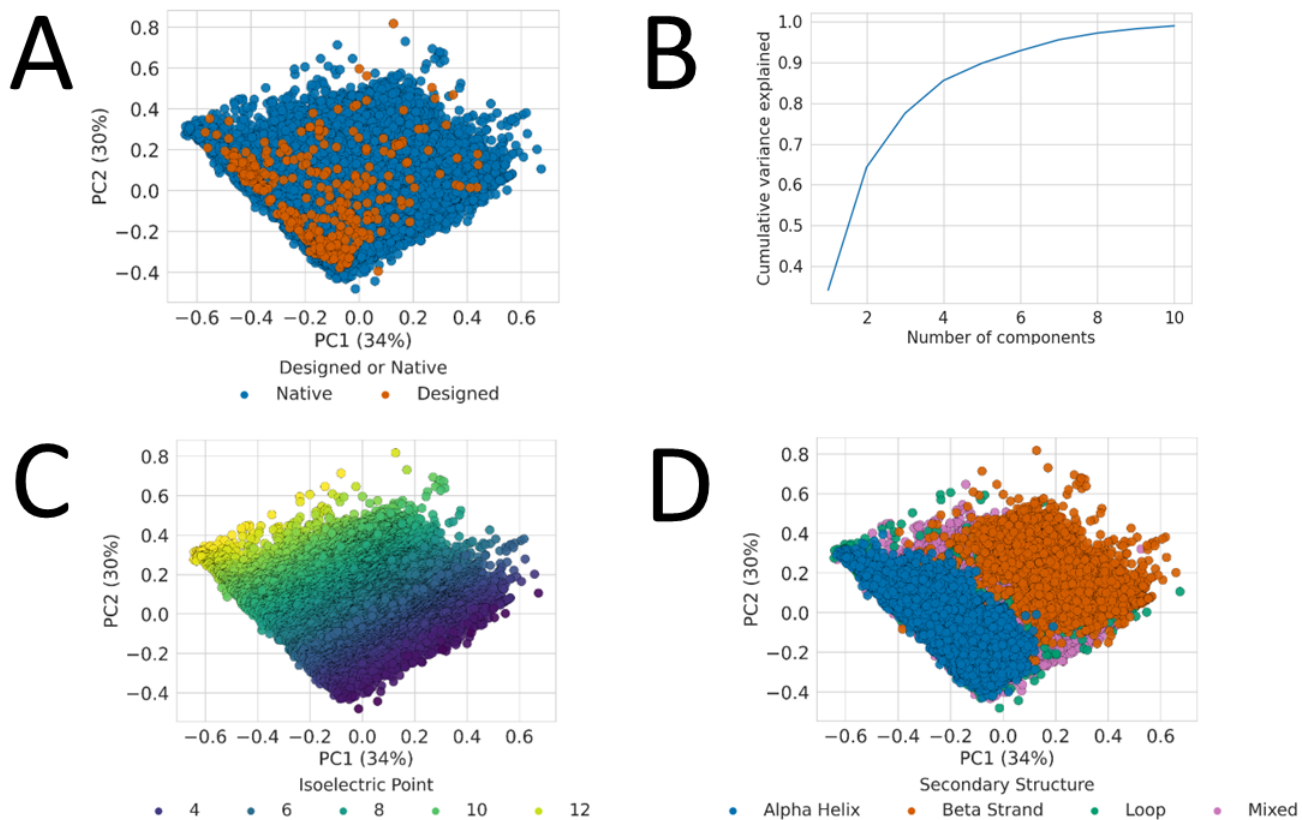 A
0.8
0.6
0.4
0.2
0.0
−0.2
−0.4
PC2 (30%)
−0.6 −0.4 −0.2 0.0 0.2 0.4 0.6
PC1 (34%)
Designed or Native
Native Designed
B
1.0
0.9
0.8
0.7
0.6
0.5
0.4
Cumulative variance explained
2 4 6 8 10
Number of components
C
0.8
0.6
0.4
0.2
0.0
−0.2
−0.4
PC2 (30%)
−0.6 −0.4 −0.2 0.0 0.2 0.4 0.6
PC1 (34%)
Isoelectric Point
4 6 8 10 12
D
0.8
0.6
0.4
0.2
0.0
−0.2
−0.4
PC2 (30%)
−0.6 −0.4 −0.2 0.0 0.2 0.4 0.6
PC1 (34%)
Secondary Structure
Alpha Helix Beta Strand Loop Mixed